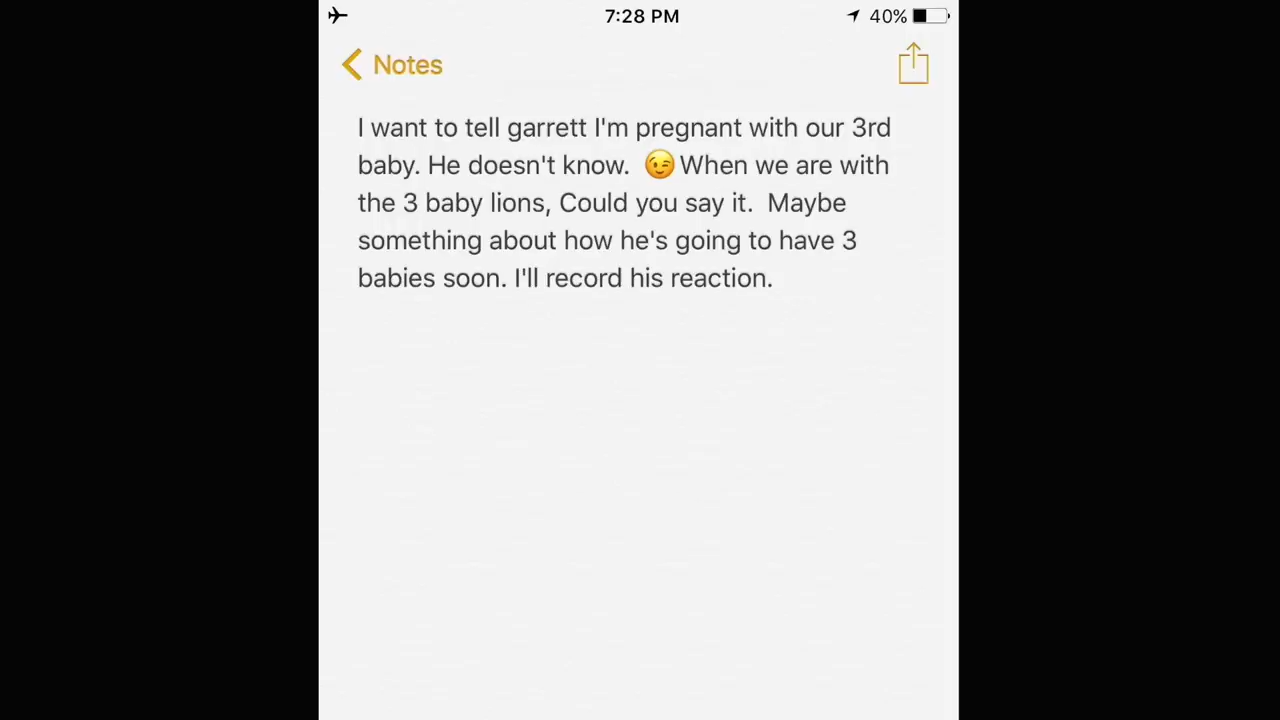 7:28 PM 40%
Notes
I want to tell garrett I'm pregnant with our 3rd
baby. He doesn't know. 😉 When we are with
the 3 baby lions, Could you say it. Maybe
something about how he's going to have 3
babies soon. I'll record his reaction.